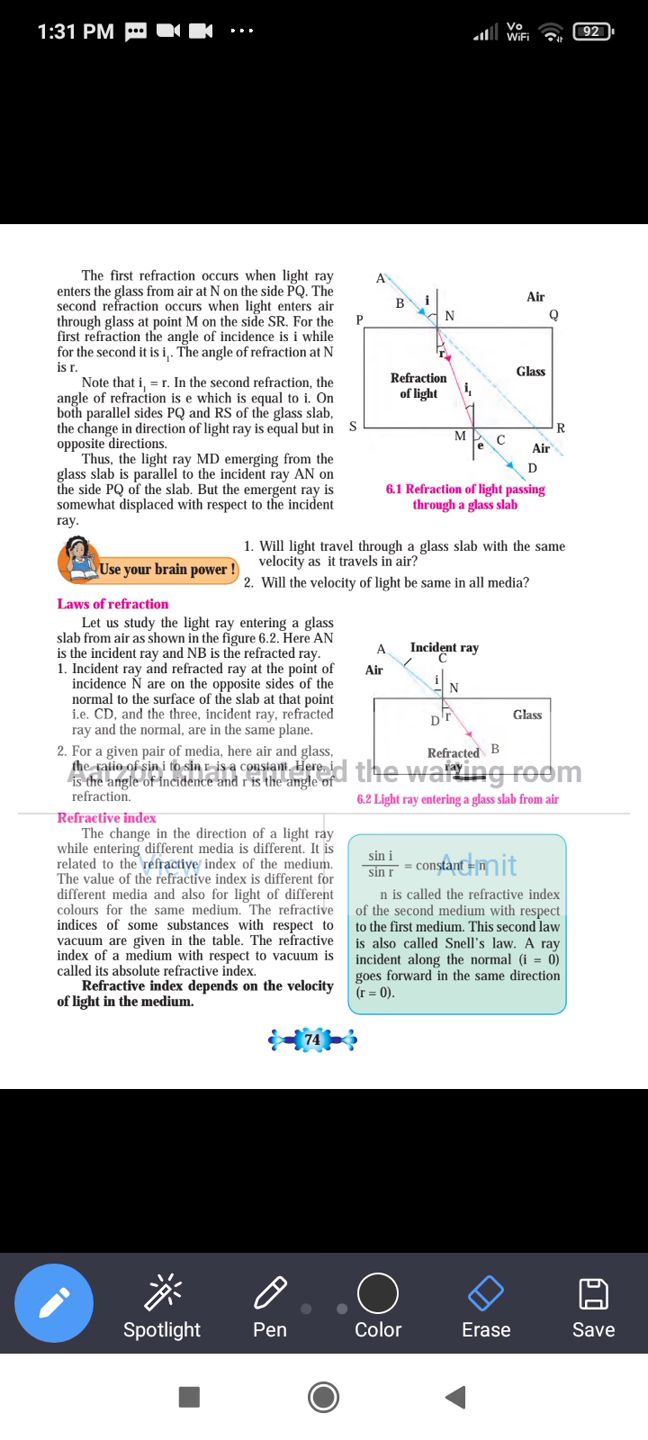 1:31 PM
Vo
WiFi
92
The first refraction occurs when light ray
enters the glass from air at N on the side PQ. The
second refraction occurs when light enters air
through glass at point M on the side SR. For the
first refraction the angle of incidence is i while
for the second it is i₁. The angle of refraction at N
is r.
Note that i₁ = r. In the second refraction, the
angle of refraction is e which is equal to i. On
both parallel sides PQ and RS of the glass slab,
the change in direction of light ray is equal but in
opposite directions.
Thus, the light ray MD emerging from the
glass slab is parallel to the incident ray AN on
the side PQ of the slab. But the emergent ray is
somewhat displaced with respect to the incident
ray.
A
B
i
N
Air
P
Q
r
Glass
Refraction
of light
i₁
S
R
M
e
C
Air
D
6.1 Refraction of light passing
through a glass slab
Use your brain power !
1. Will light travel through a glass slab with the same
velocity as it travels in air?
2. Will the velocity of light be same in all media?
Laws of refraction
Let us study the light ray entering a glass
slab from air as shown in the figure 6.2. Here AN
is the incident ray and NB is the refracted ray.
1. Incident ray and refracted ray at the point of
incidence N are on the opposite sides of the
normal to the surface of the slab at that point
i.e. CD, and the three, incident ray, refracted
ray and the normal, are in the same plane.
2. For a given pair of media, here air and glass,
the ratio of sin i to sin r is a constant. Here, i
is the angle of incidence and r is the angle of
refraction.
A
Incident ray
C
Air
i
N
D
r
Glass
Refracted
ray
B
6.2 Light ray entering a glass slab from air
Aarzoo khan entered the waiting room
View
Admit
Refractive index
The change in the direction of a light ray
while entering different media is different. It is
related to the refractive index of the medium.
The value of the refractive index is different for
different media and also for light of different
colours for the same medium. The refractive
indices of some substances with respect to
vacuum are given in the table. The refractive
index of a medium with respect to vacuum is
called its absolute refractive index.
Refractive index depends on the velocity
of light in the medium.
sin i
sin r
= constant = n
n is called the refractive index
of the second medium with respect
to the first medium. This second law
is also called Snell's law. A ray
incident along the normal (i = 0)
goes forward in the same direction
(r = 0).
74
Spotlight
Pen
Color
Erase
Save